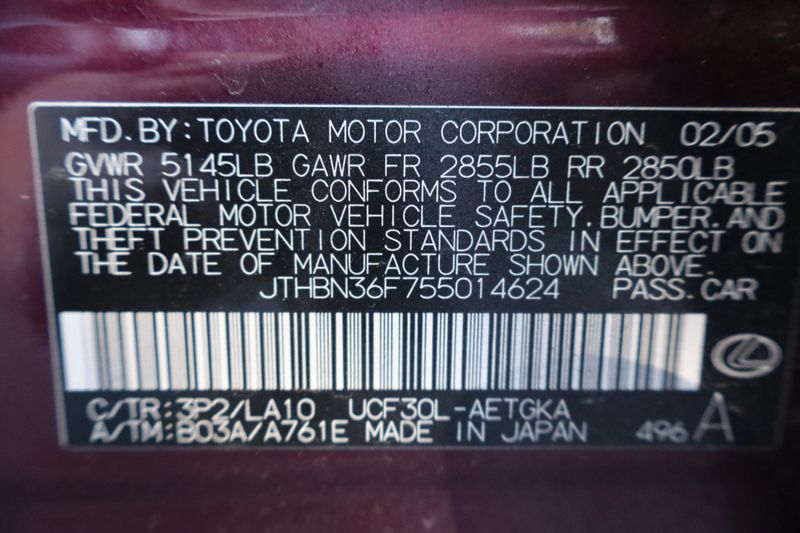 MFD. BY: TOYOTA MOTOR CORPORATION 02/05
GVWR 5145LB GAWR FR 2855LB RR 2850LB
THIS VEHICLE CONFORMS TO ALL APPLICABLE
FEDERAL MOTOR VEHICLE SAFETY, BUMPER, AND
THEFT PREVENTION STANDARDS IN EFFECT ON
THE DATE OF MANUFACTURE SHOWN ABOVE.
JTHBN36F755014624 PASS. CAR
C/TR: 3P2/LA10 UCF30L-AETGKA
A/TM: B03A/A761E MADE IN JAPAN 496 A